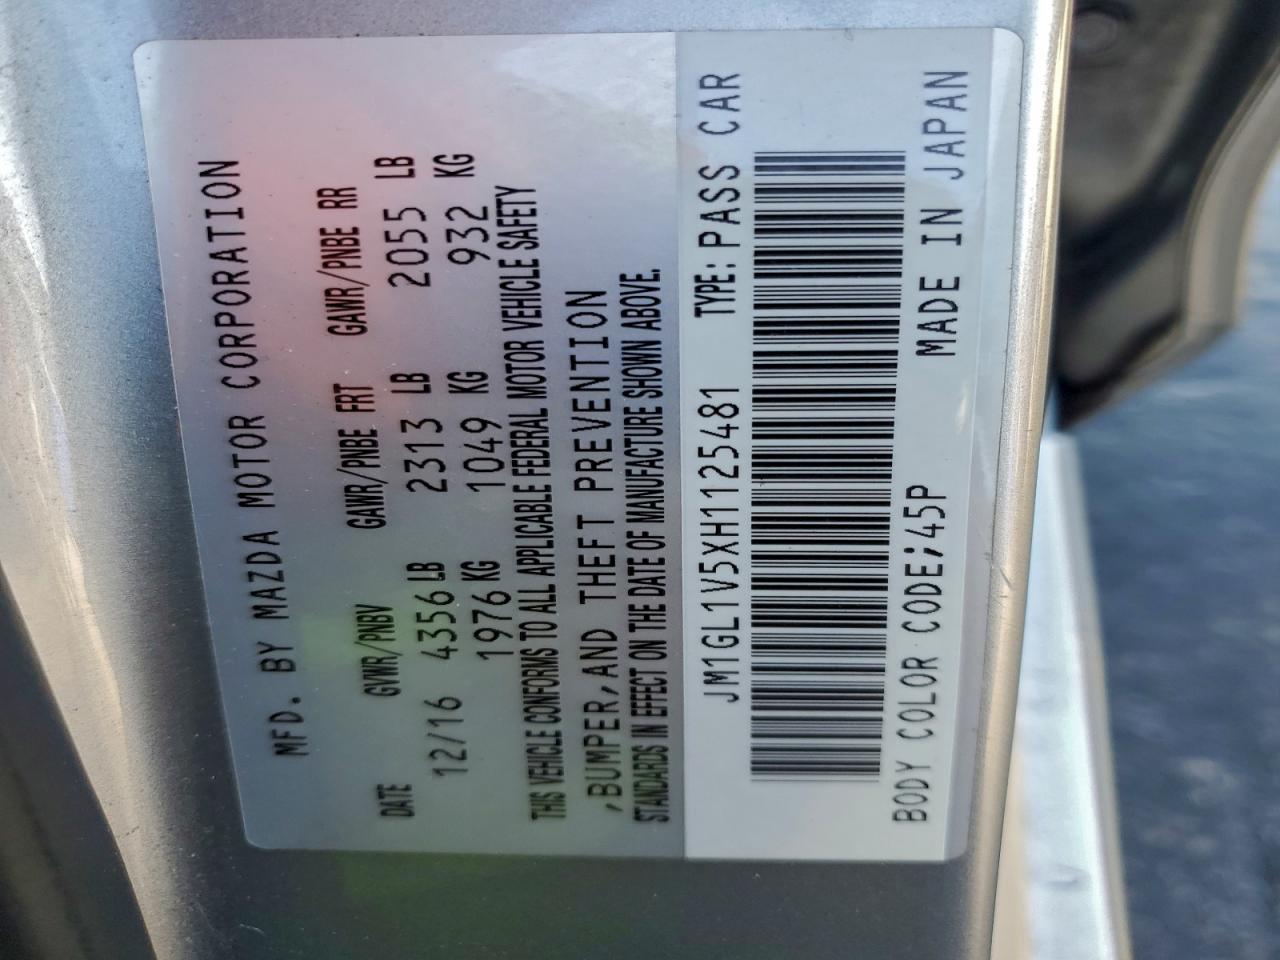 MFD. BY MAZDA MOTOR CORPORATION
DATE GVWR/PNBV GAWR/PNBE FRT GAWR/PNBE RR
12/16 4356 LB 2313 LB 2055 LB
1976 KG 1049 KG 932 KG
THIS VEHICLE CONFORMS TO ALL APPLICABLE FEDERAL MOTOR VEHICLE SAFETY
,BUMPER,AND THEFT PREVENTION
STANDARDS IN EFFECT ON THE DATE OF MANUFACTURE SHOWN ABOVE.
JM1GL1V5XH1125481 TYPE: PASS CAR
BODY COLOR CODE;45P MADE IN JAPAN